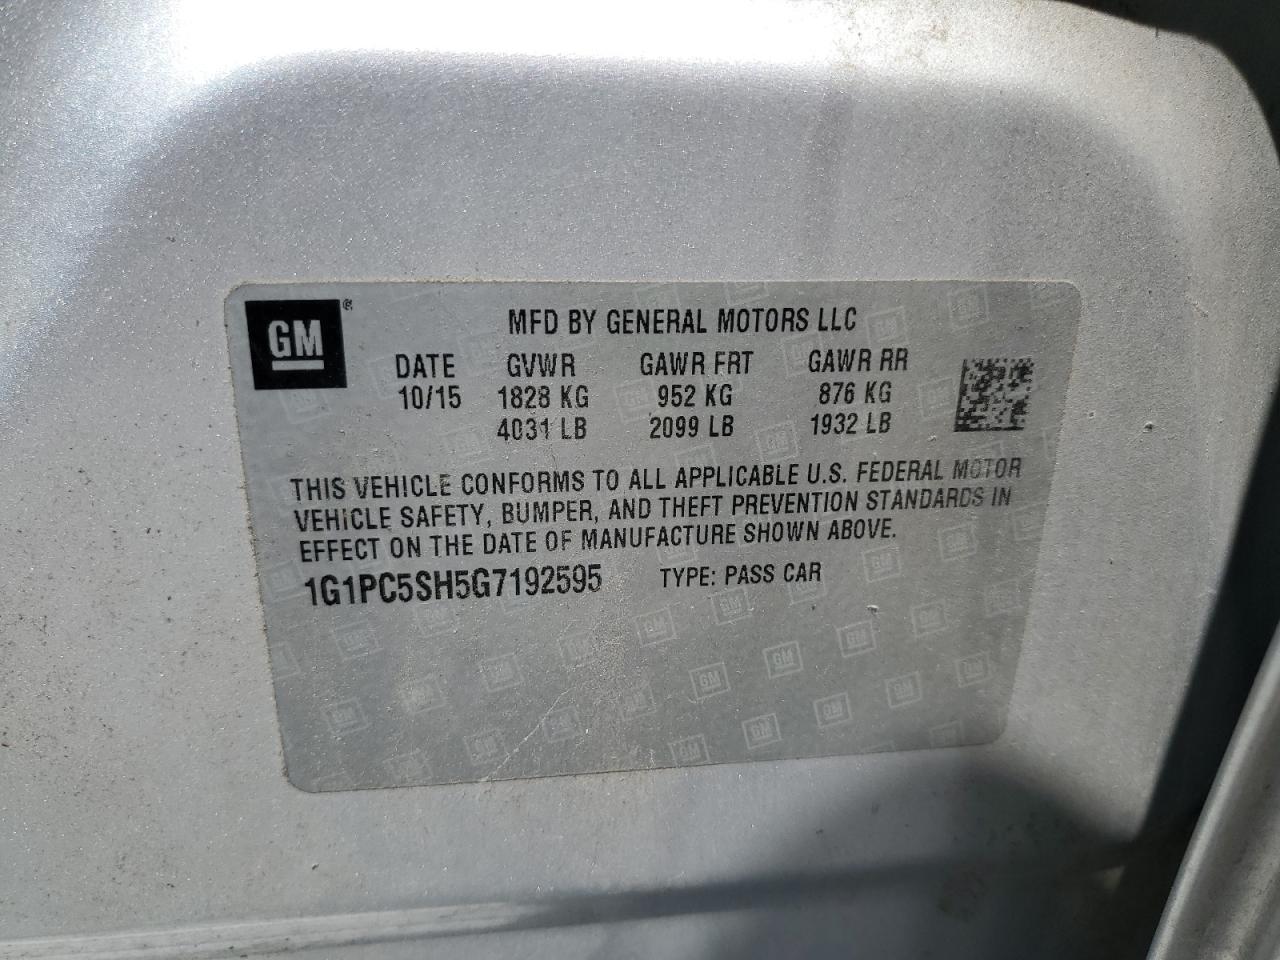 GM®
MFD BY GENERAL MOTORS LLC
DATE GVWR GAWR FRT GAWR RR
10/15 1828 KG 952 KG 876 KG
4031 LB 2099 LB 1932 LB
THIS VEHICLE CONFORMS TO ALL APPLICABLE U.S. FEDERAL MOTOR
VEHICLE SAFETY, BUMPER, AND THEFT PREVENTION STANDARDS IN
EFFECT ON THE DATE OF MANUFACTURE SHOWN ABOVE.
1G1PC5SH5G7192595 TYPE: PASS CAR